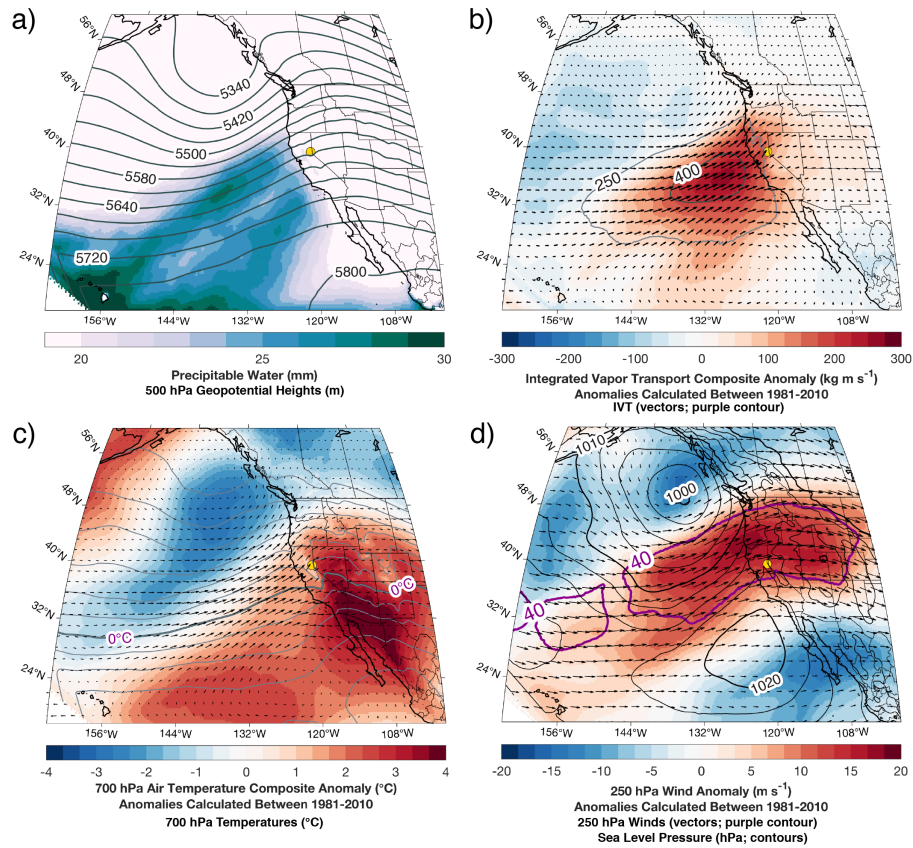 a)
56°N
48°N
40°N
32°N
24°N
5340
5420
5500
5580
5640
5720
5800
156°W 144°W 132°W 120°W 108°W
20 25 30
Precipitable Water (mm)
500 hPa Geopotential Heights (m)
b)
56°N
48°N
40°N
32°N
24°N
250
400
156°W 144°W 132°W 120°W 108°W
-300 -200 -100 0 100 200 300
Integrated Vapor Transport Composite Anomaly (kg m s⁻¹)
Anomalies Calculated Between 1981-2010
IVT (vectors; purple contour)
c)
56°N
48°N
40°N
32°N
24°N
0°C
0°C
156°W 144°W 132°W 120°W 108°W
-4 -3 -2 -1 0 1 2 3 4
700 hPa Air Temperature Composite Anomaly (°C)
Anomalies Calculated Between 1981-2010
700 hPa Temperatures (°C)
d)
56°N
48°N
40°N
32°N
24°N
1010
1000
40
40
1020
156°W 144°W 132°W 120°W 108°W
-20 -15 -10 -5 0 5 10 15 20
250 hPa Wind Anomaly (m s⁻¹)
Anomalies Calculated Between 1981-2010
250 hPa Winds (vectors; purple contour)
Sea Level Pressure (hPa; contours)